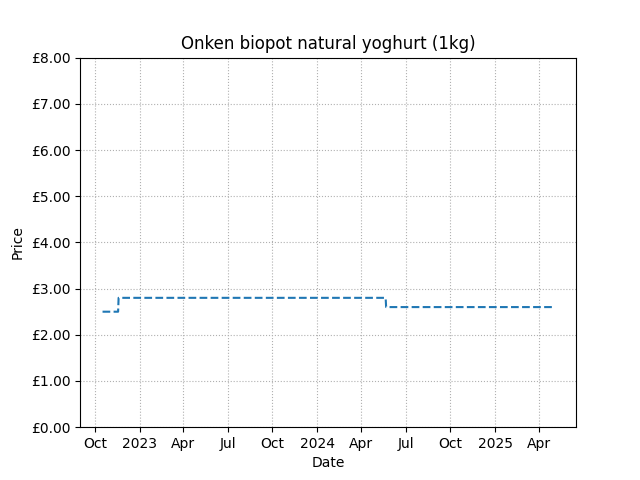 Onken biopot natural yoghurt (1kg)
£8.00
£7.00
£6.00
£5.00
£4.00
£3.00
£2.00
£1.00
£0.00
Price
Oct 2023 Apr Jul Oct 2024 Apr Jul Oct 2025 Apr
Date